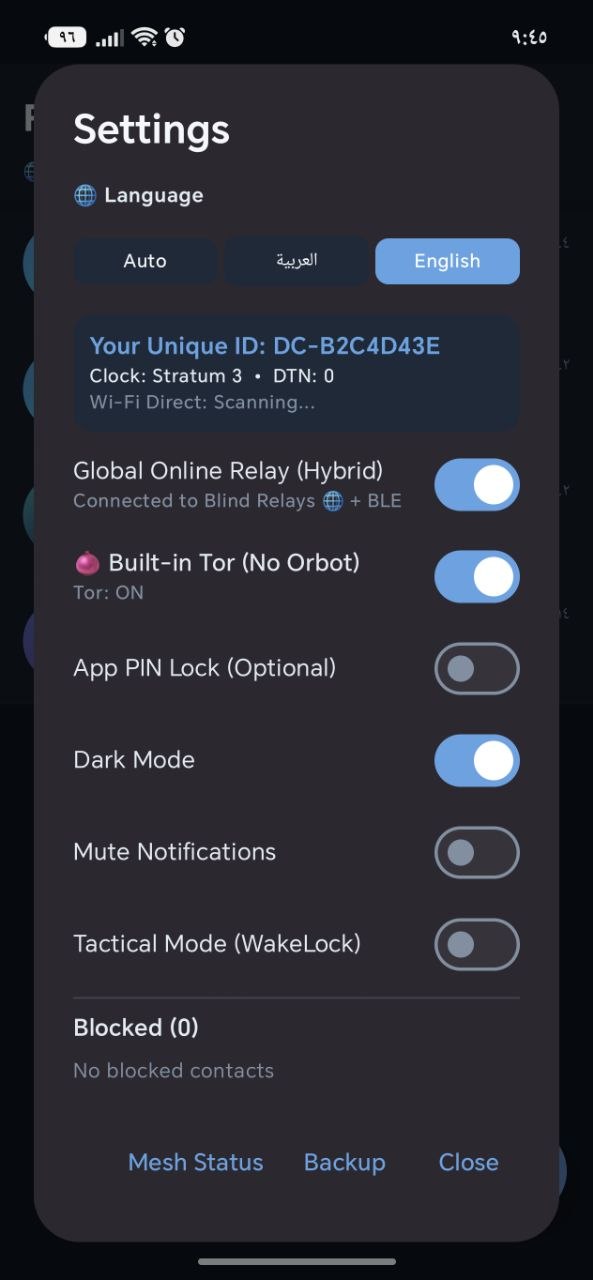 ٩٦
٩:٤٥
Settings
🌐 Language
Auto
العربية
English
Your Unique ID: DC-B2C4D43E
Clock: Stratum 3 • DTN: 0
Wi-Fi Direct: Scanning...
Global Online Relay (Hybrid)
Connected to Blind Relays 🌐 + BLE
🧅 Built-in Tor (No Orbot)
Tor: ON
App PIN Lock (Optional)
Dark Mode
Mute Notifications
Tactical Mode (WakeLock)
Blocked (0)
No blocked contacts
Mesh Status
Backup
Close